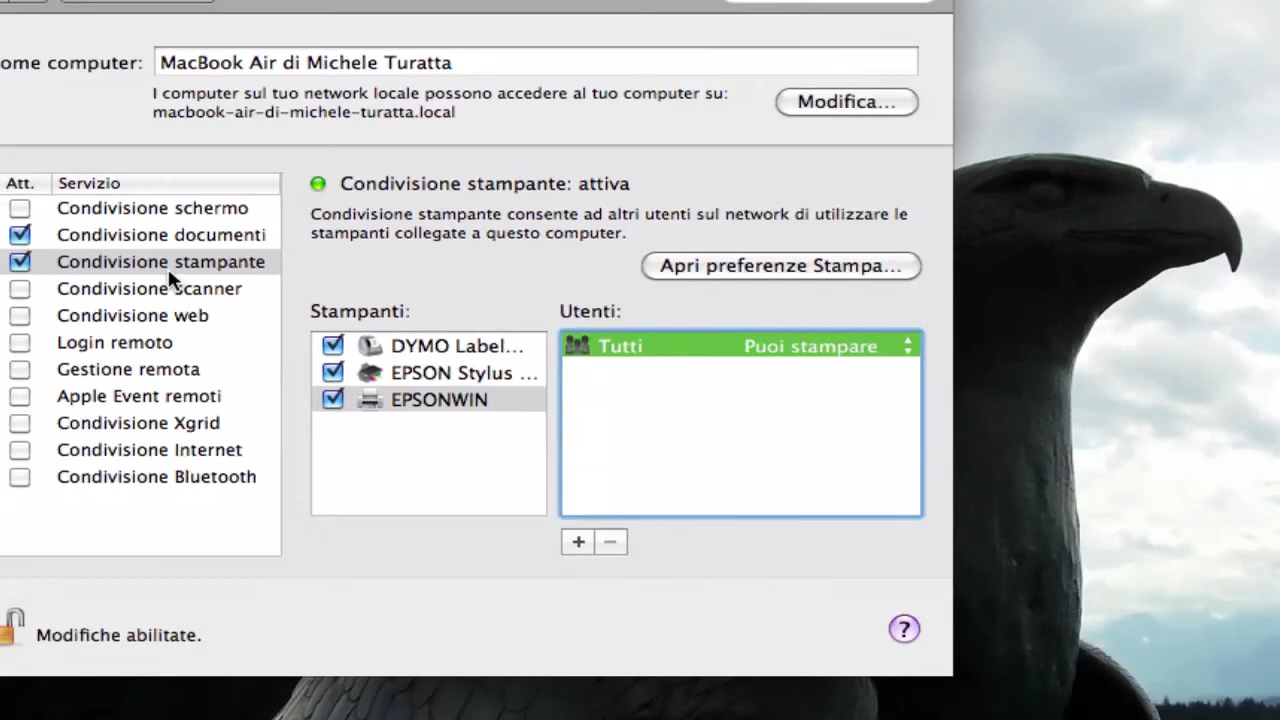 ome computer: MacBook Air di Michele Turatta
I computer sul tuo network locale possono accedere al tuo computer su:
macbook-air-di-michele-turatta.local
Modifica...
Att. Servizio
Condivisione schermo
Condivisione documenti
Condivisione stampante
Condivisione scanner
Condivisione web
Login remoto
Gestione remota
Apple Event remoti
Condivisione Xgrid
Condivisione Internet
Condivisione Bluetooth
Condivisione stampante: attiva
Condivisione stampante consente ad altri utenti sul network di utilizzare le
stampanti collegate a questo computer.
Apri preferenze Stampa...
Stampanti:
DYMO Label...
EPSON Stylus ...
EPSONWIN
Utenti:
Tutti Puoi stampare
+ −
Modifiche abilitate.
?